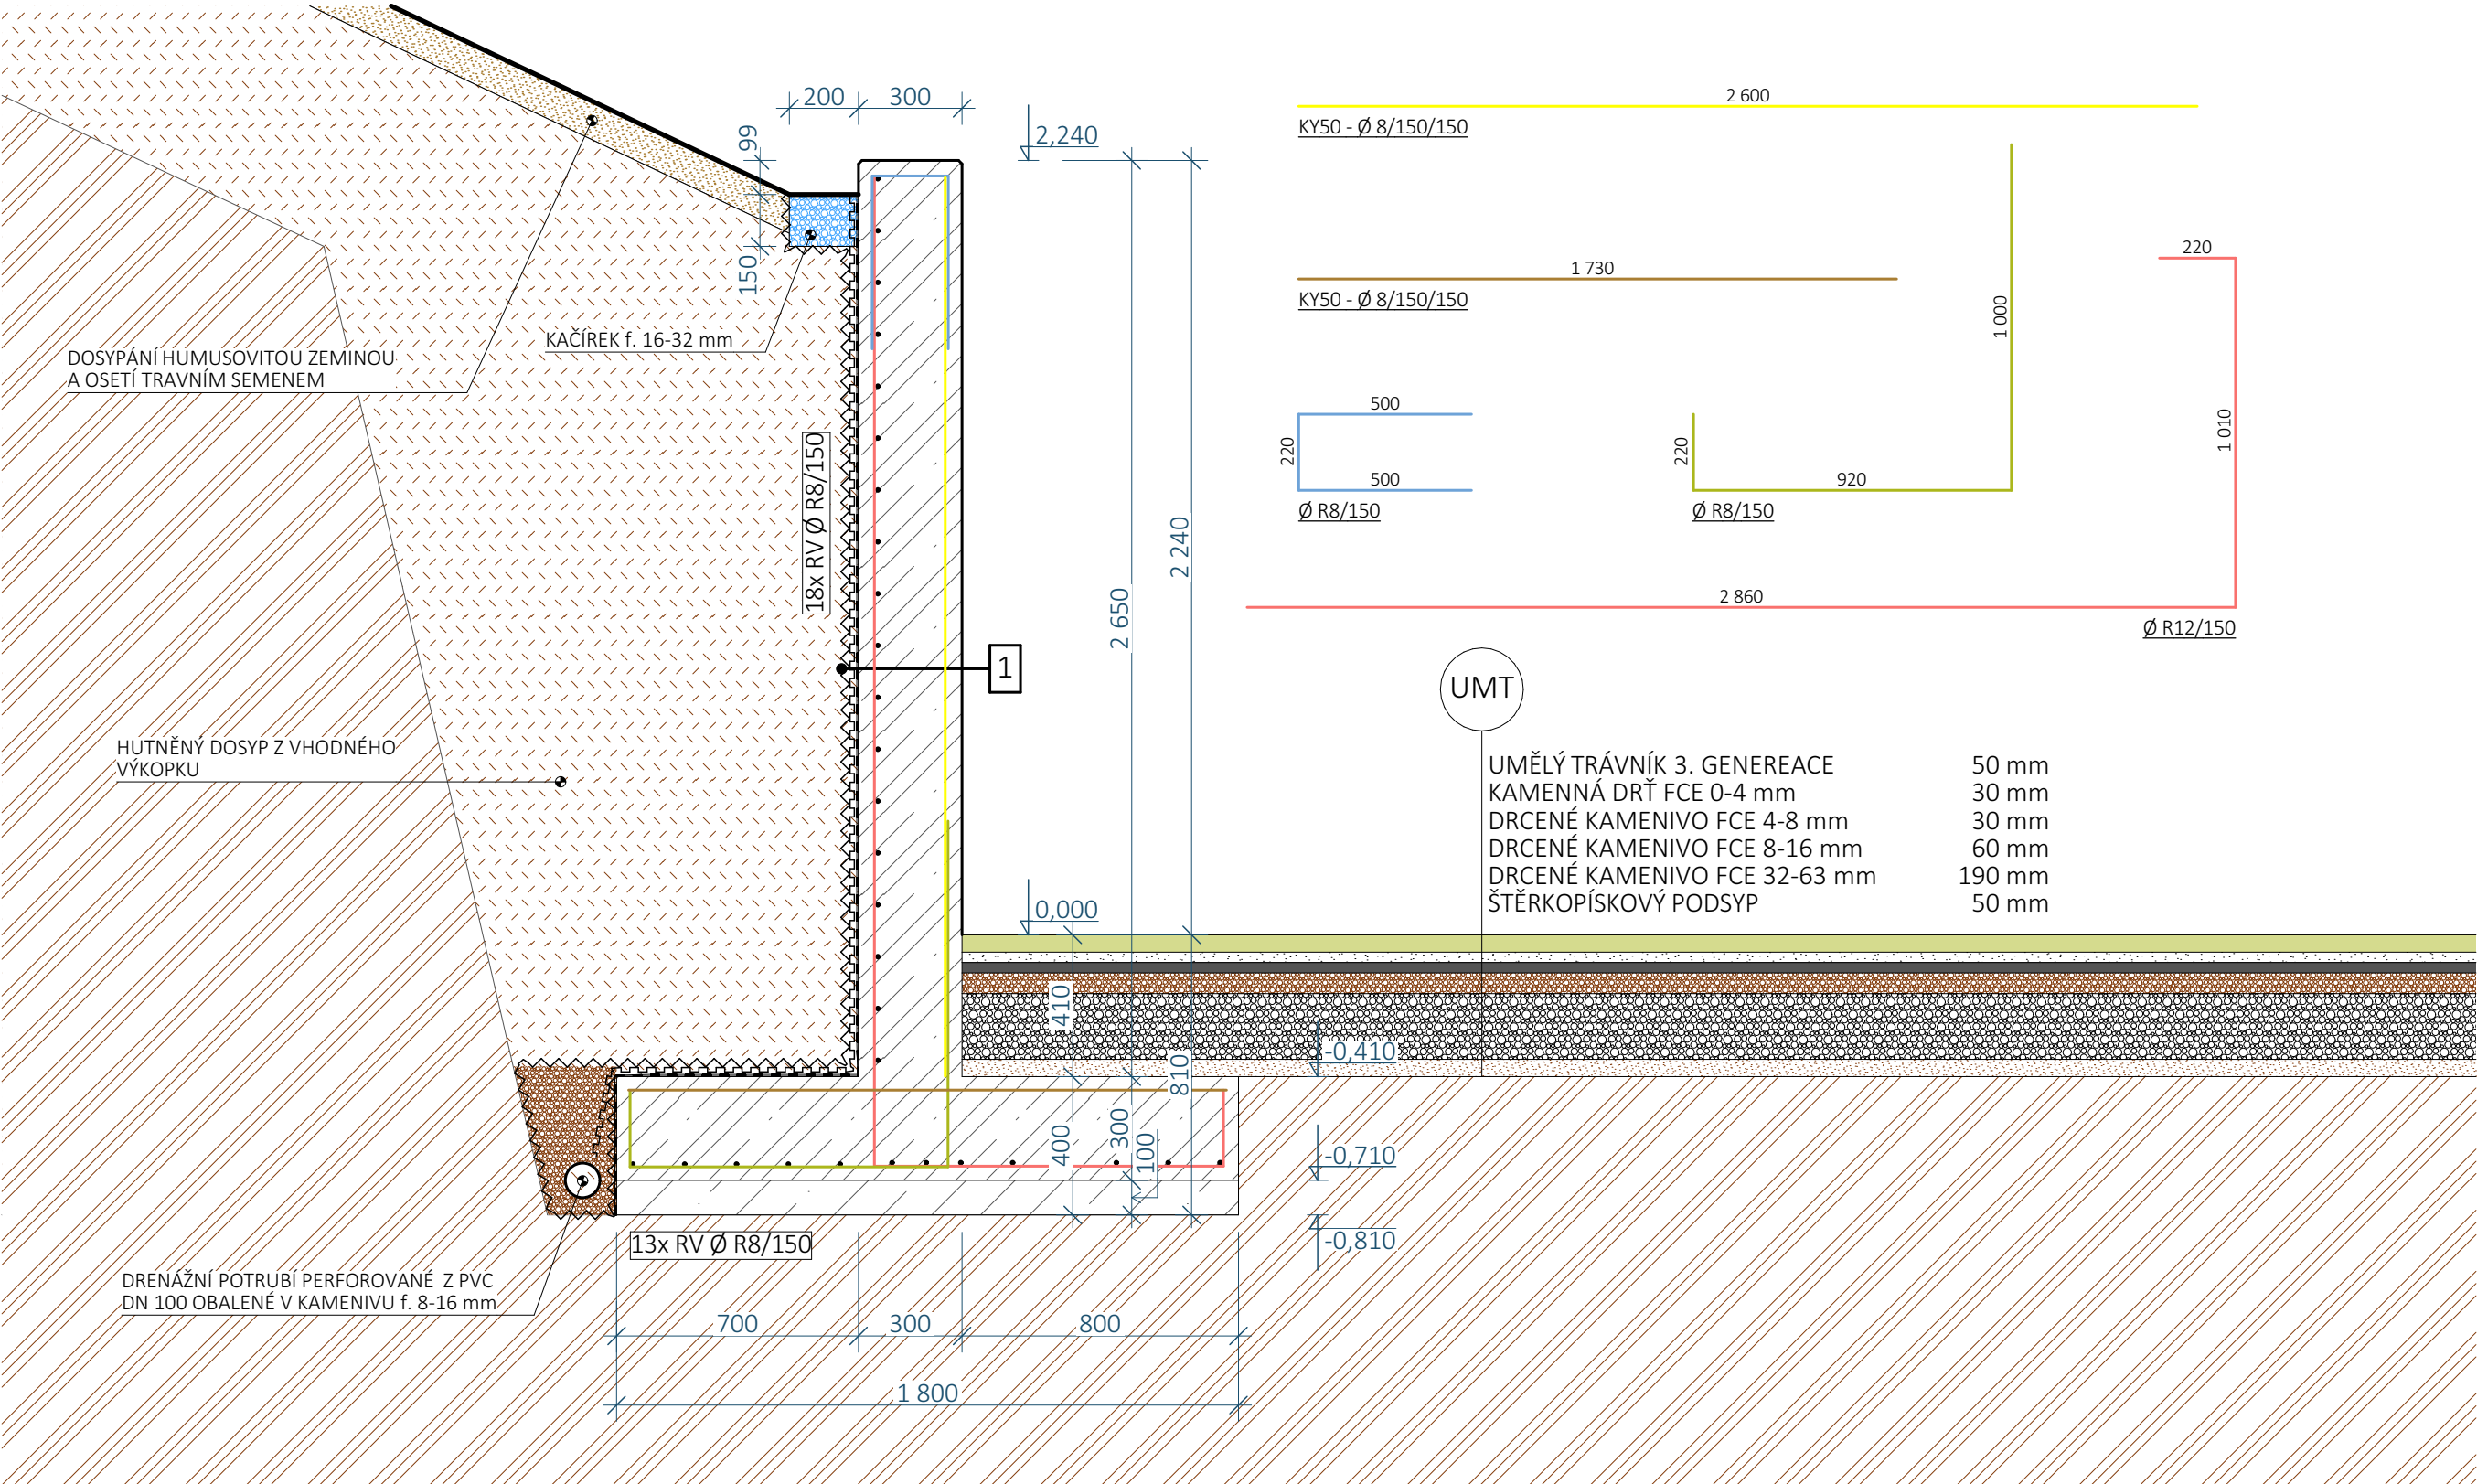 200
300
99
2,240
150
2 600
KY50 - Ø 8/150/150
1 730
KY50 - Ø 8/150/150
1 000
220
1 010
500
220
500
Ø R8/150
220
920
Ø R8/150
2 860
Ø R12/150
KAČÍREK f. 16-32 mm
DOSYPÁNÍ HUMUSOVITOU ZEMINOU
A OSETÍ TRAVNÍM SEMENEM
18x RV Ø R8/150
2 650
2 240
1
HUTNĚNÝ DOSYP Z VHODNÉHO
VÝKOPKU
UMT
UMĚLÝ TRÁVNÍK 3. GENEREACE 50 mm
KAMENNÁ DRŤ FCE 0-4 mm 30 mm
DRCENÉ KAMENIVO FCE 4-8 mm 30 mm
DRCENÉ KAMENIVO FCE 8-16 mm 60 mm
DRCENÉ KAMENIVO FCE 32-63 mm 190 mm
ŠTĚRKOPÍSKOVÝ PODSYP 50 mm
0,000
410
810
-0,410
400
300
100
-0,710
-0,810
13x RV Ø R8/150
DRENÁŽNÍ POTRUBÍ PERFOROVANÉ Z PVC
DN 100 OBALENÉ V KAMENIVU f. 8-16 mm
700
300
800
1 800